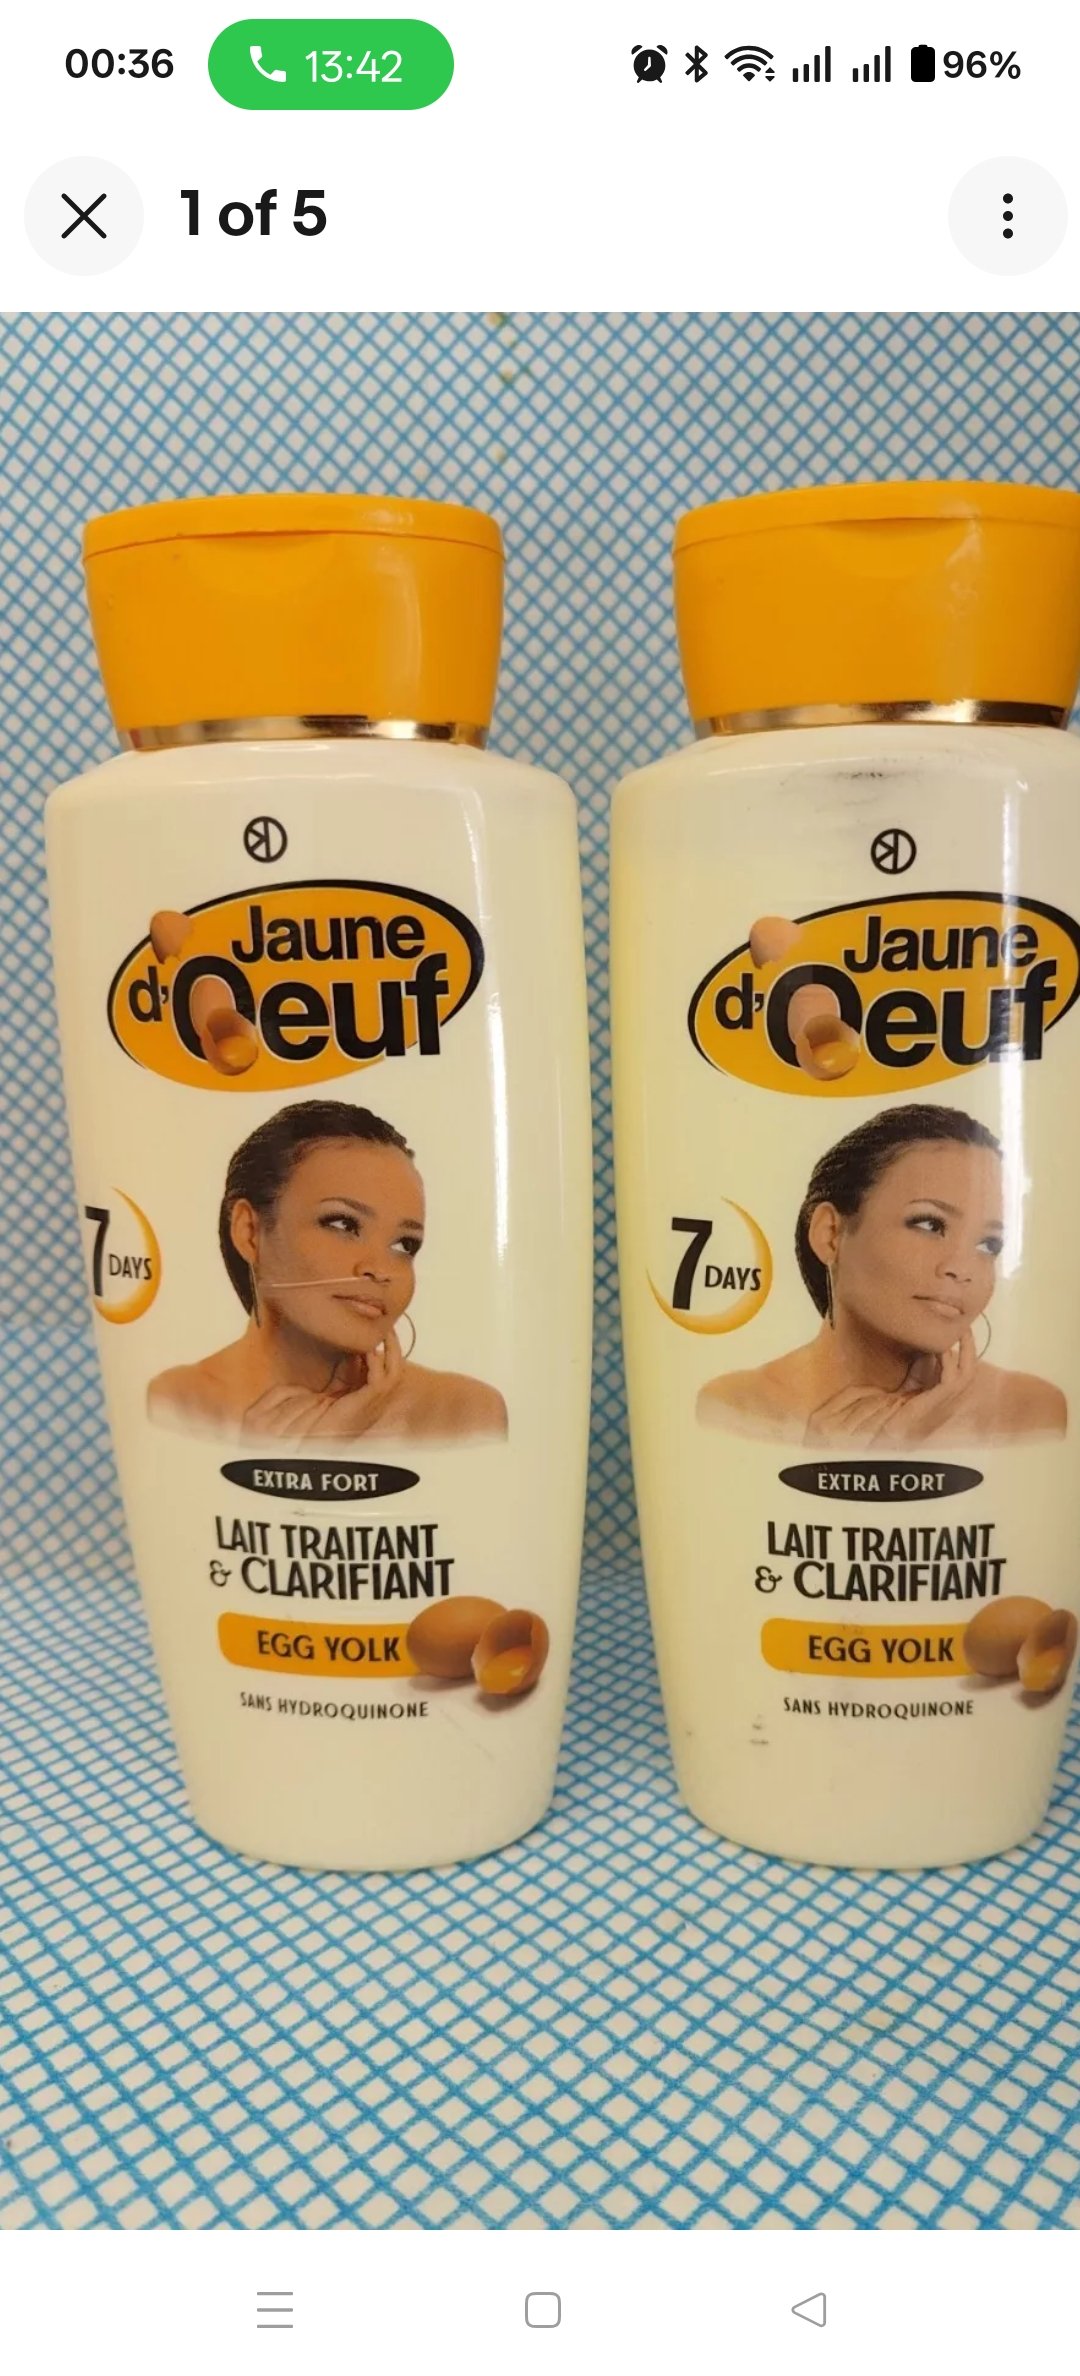 00:36
13:42
96%
1 of 5
Jaune
d'Oeuf
7
DAYS
EXTRA FORT
LAIT TRAITANT
& CLARIFIANT
EGG YOLK
SANS HYDROQUINONE
Jaune
d'Oeuf
7
DAYS
EXTRA FORT
LAIT TRAITANT
& CLARIFIANT
EGG YOLK
SANS HYDROQUINONE